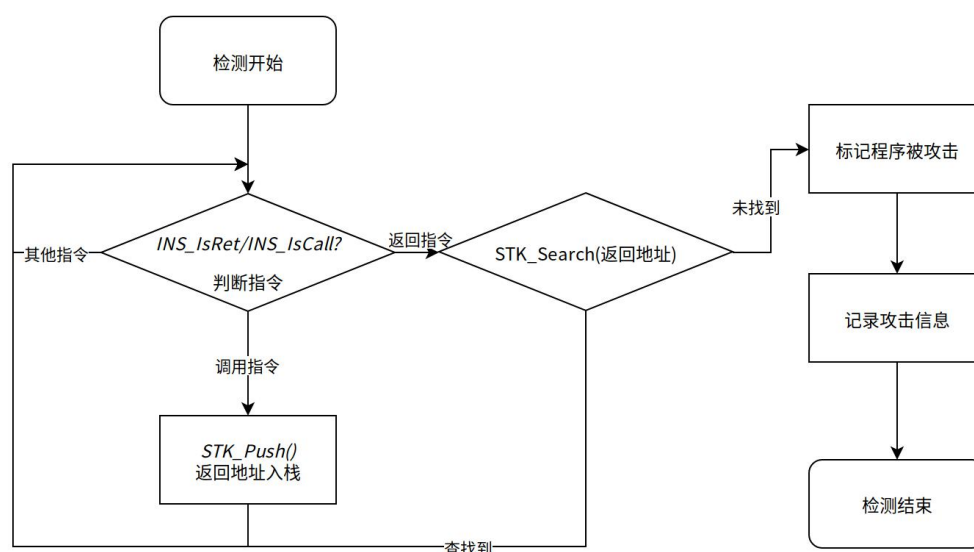 检测开始
INS_IsRet/INS_IsCall?
判断指令
其他指令
返回指令
STK_Search(返回地址)
未找到
标记程序被攻击
记录攻击信息
调用指令
STK_Push()
返回地址入栈
查找到
检测结束